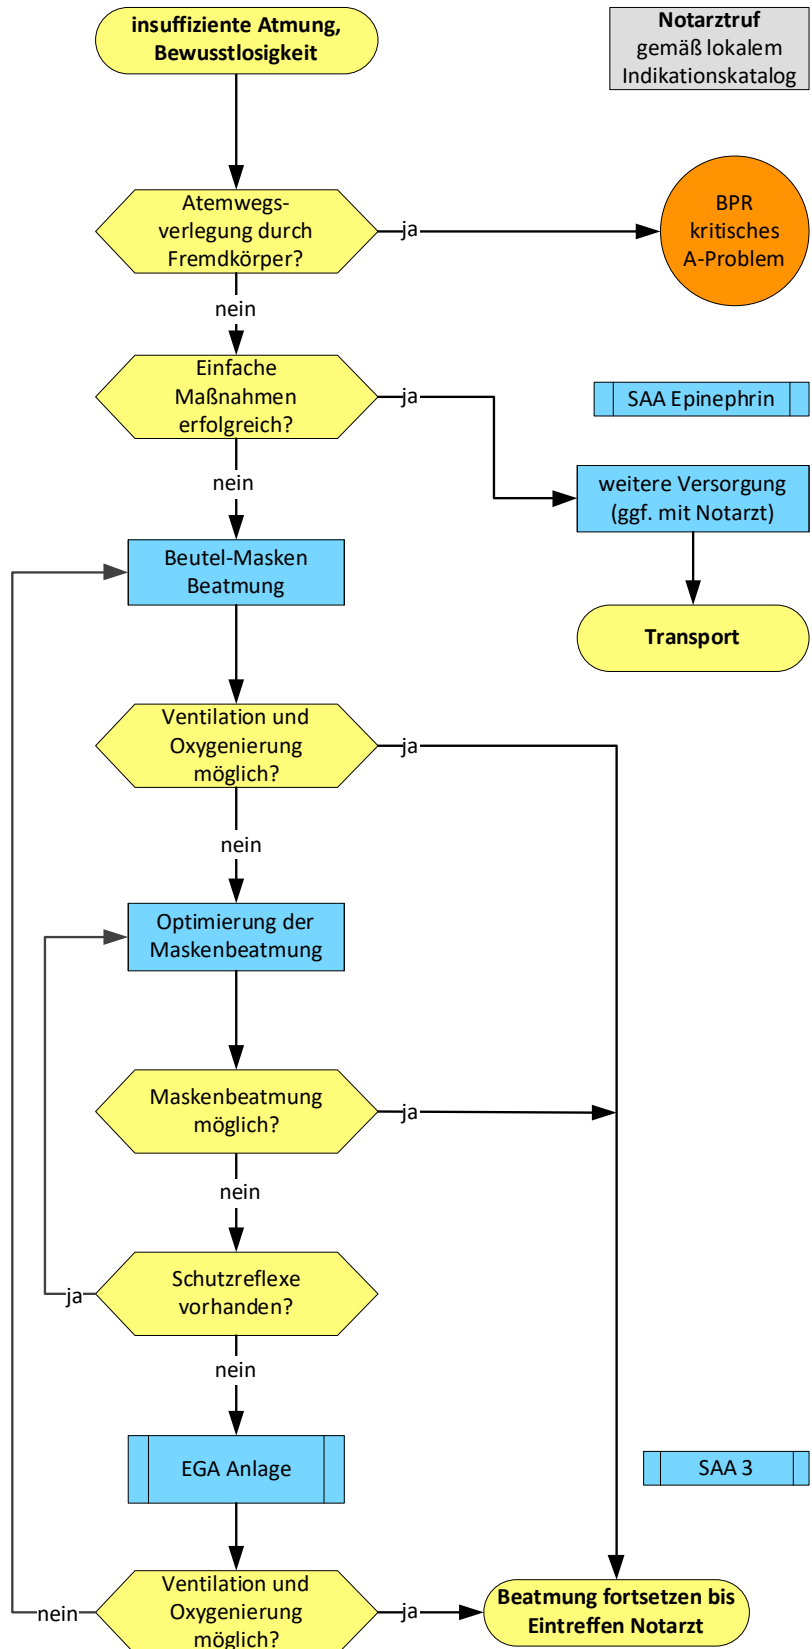 insuffiziente Atmung,
Bewusstlosigkeit
Notarztruf
gemäß lokalem
Indikationskatalog
Atemwegs-
verlegung durch
Fremdkörper?
ja
BPR
kritisches
A-Problem
nein
Einfache
Maßnahmen
erfolgreich?
ja
SAA Epinephrin
weitere Versorgung
(ggf. mit Notarzt)
nein
Beutel-Masken
Beatmung
Transport
Ventilation und
Oxygenierung
möglich?
ja
nein
Optimierung der
Maskenbeatmung
Maskenbeatmung
möglich?
ja
nein
Schutzreflexe
vorhanden?
ja
nein
EGA Anlage
SAA 3
Ventilation und
Oxygenierung
möglich?
nein
ja
Beatmung fortsetzen bis
Eintreffen Notarzt